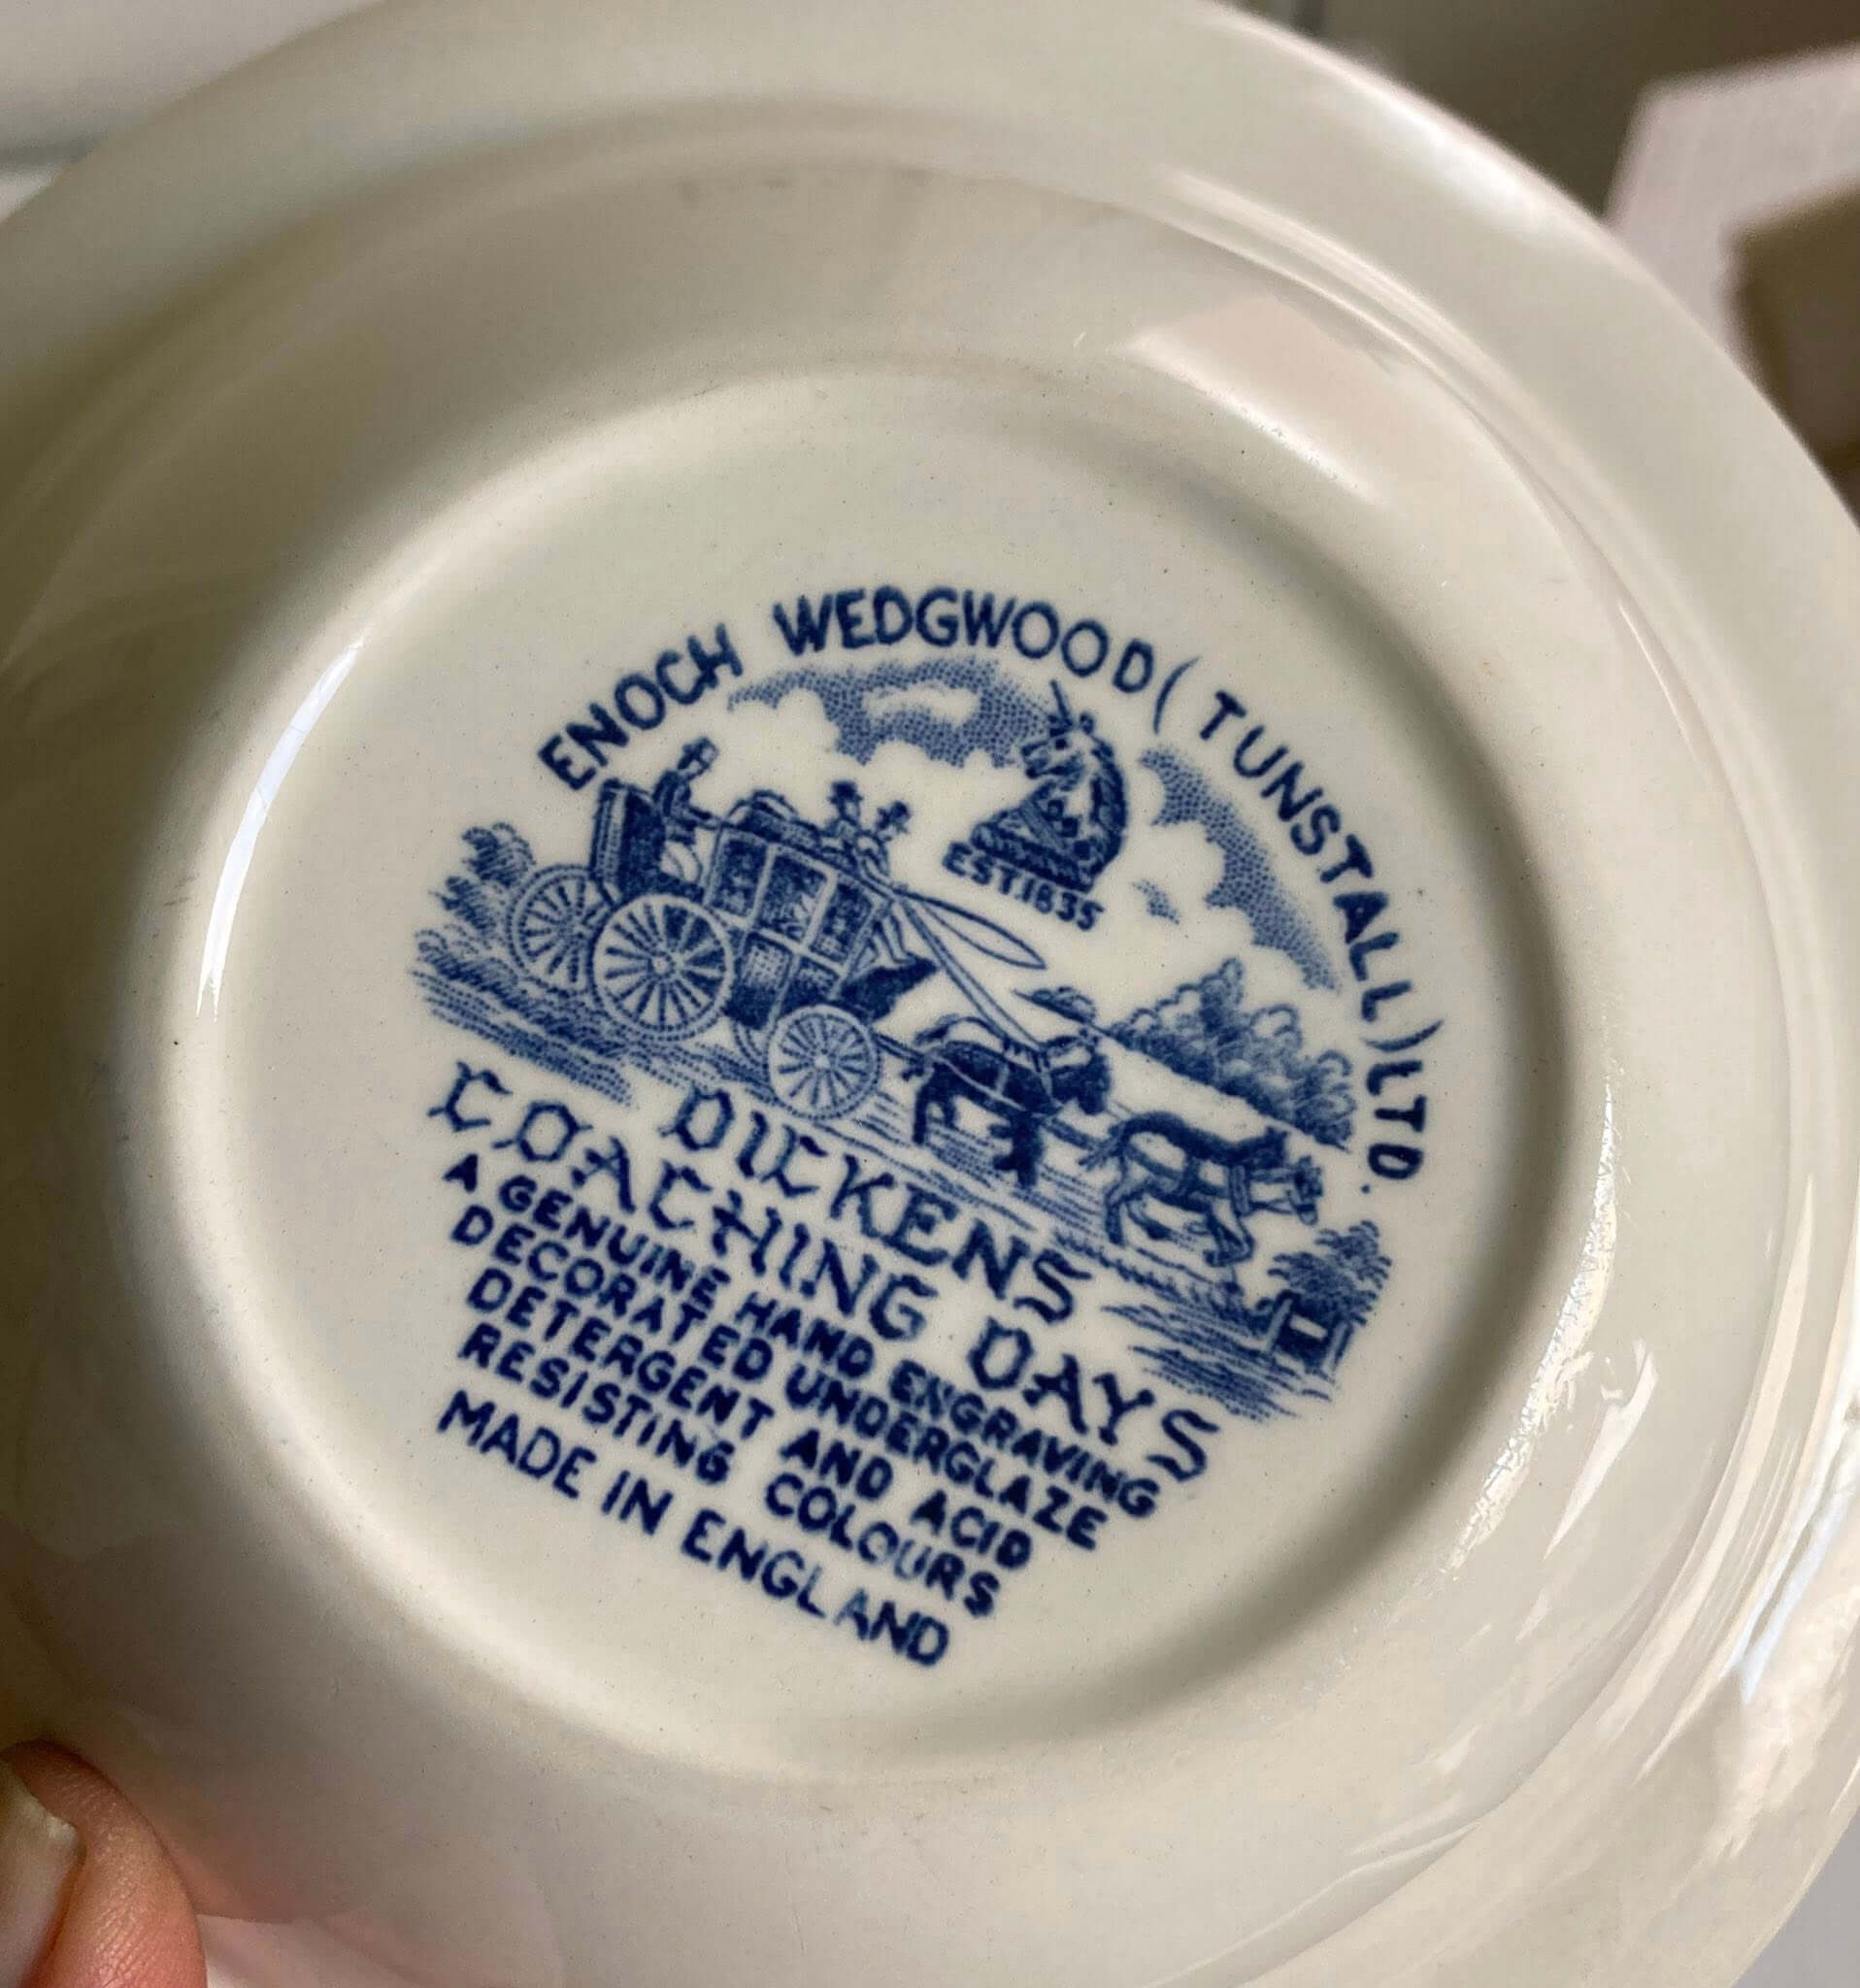 ENOCH WEDGWOOD (TUNSTALL) LTD.
EST.1835
DICKENS
COACHING DAYS
A GENUINE HAND ENGRAVING
DECORATED UNDERGLAZE
DETERGENT AND ACID
RESISTING COLOURS
MADE IN ENGLAND